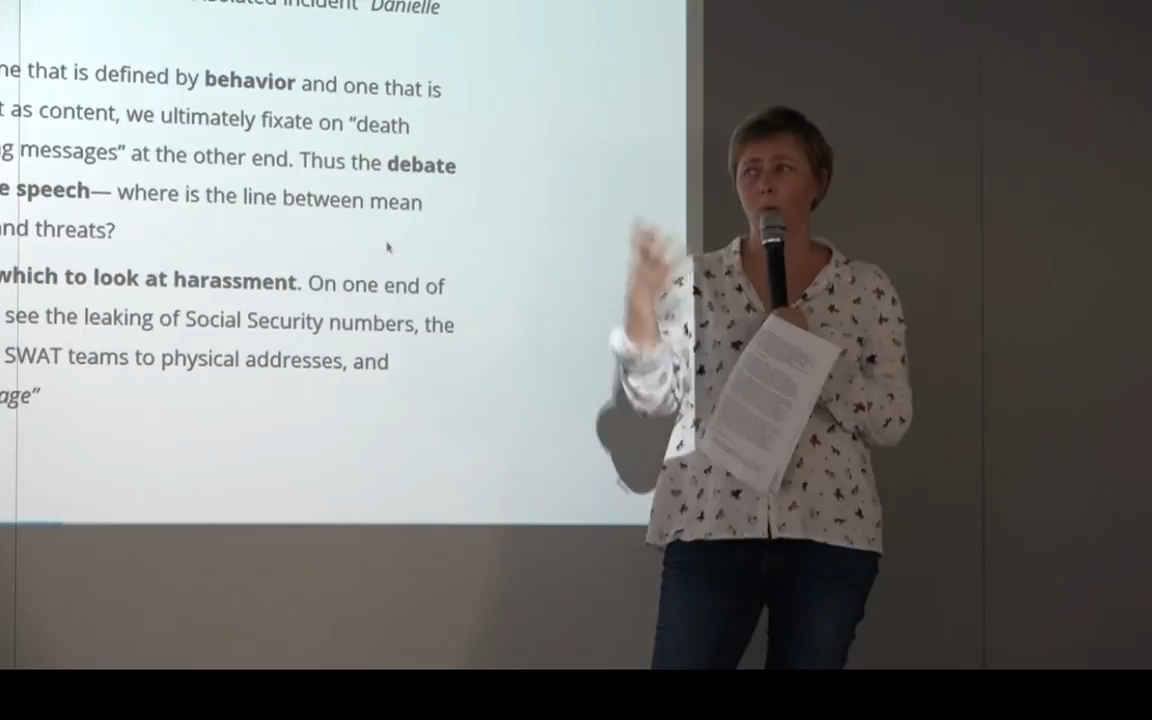 incident" Danielle
ne that is defined by behavior and one that is
t as content, we ultimately fixate on “death
g messages” at the other end. Thus the debate
e speech— where is the line between mean
nd threats?
which to look at harassment. On one end of
see the leaking of Social Security numbers, the
SWAT teams to physical addresses, and
age”